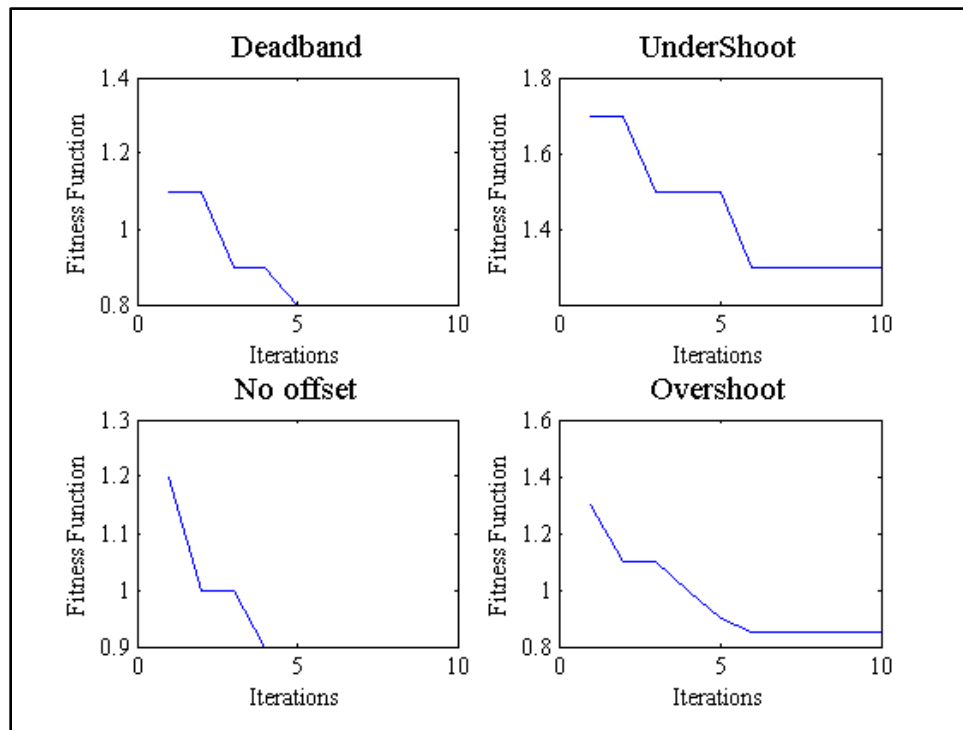 Deadband
1.4
1.2
1
0.8
Fitness Function
0
5
10
Iterations
UnderShoot
1.8
1.6
1.4
Fitness Function
0
5
10
Iterations
No offset
1.3
1.2
1.1
1
0.9
Fitness Function
0
5
10
Iterations
Overshoot
1.6
1.4
1.2
1
0.8
Fitness Function
0
5
10
Iterations